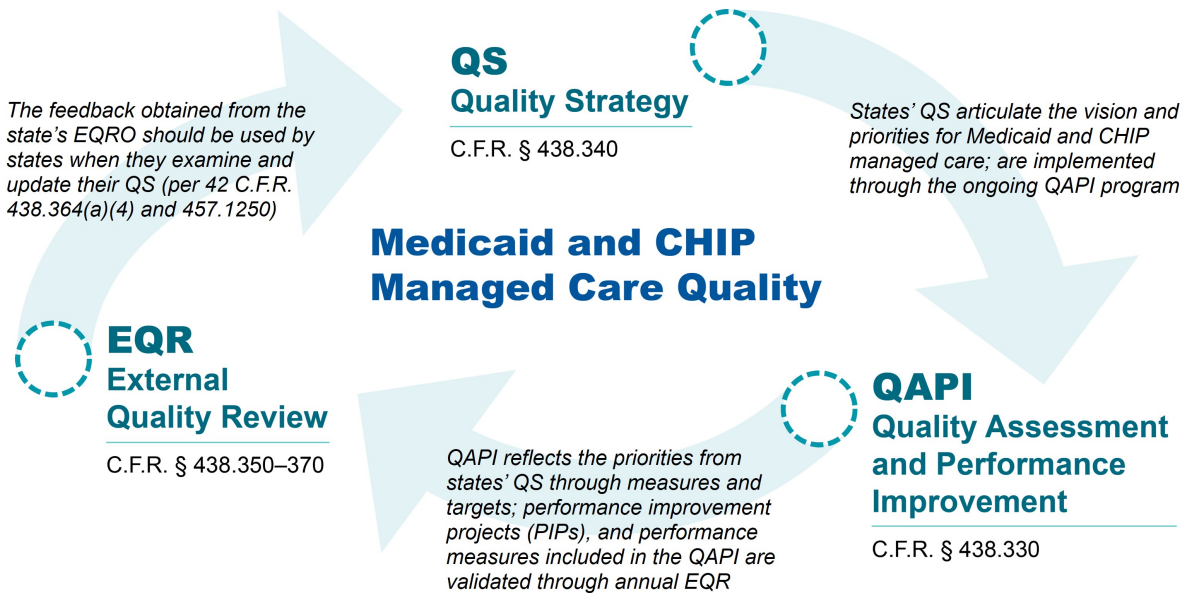 QS
Quality Strategy
C.F.R. § 438.340
States’ QS articulate the vision and
priorities for Medicaid and CHIP
managed care; are implemented
through the ongoing QAPI program
The feedback obtained from the
state’s EQRO should be used by
states when they examine and
update their QS (per 42 C.F.R.
438.364(a)(4) and 457.1250)
Medicaid and CHIP
Managed Care Quality
EQR
External
Quality Review
C.F.R. § 438.350–370
QAPI
Quality Assessment
and Performance
Improvement
C.F.R. § 438.330
QAPI reflects the priorities from
states’ QS through measures and
targets; performance improvement
projects (PIPs), and performance
measures included in the QAPI are
validated through annual EQR